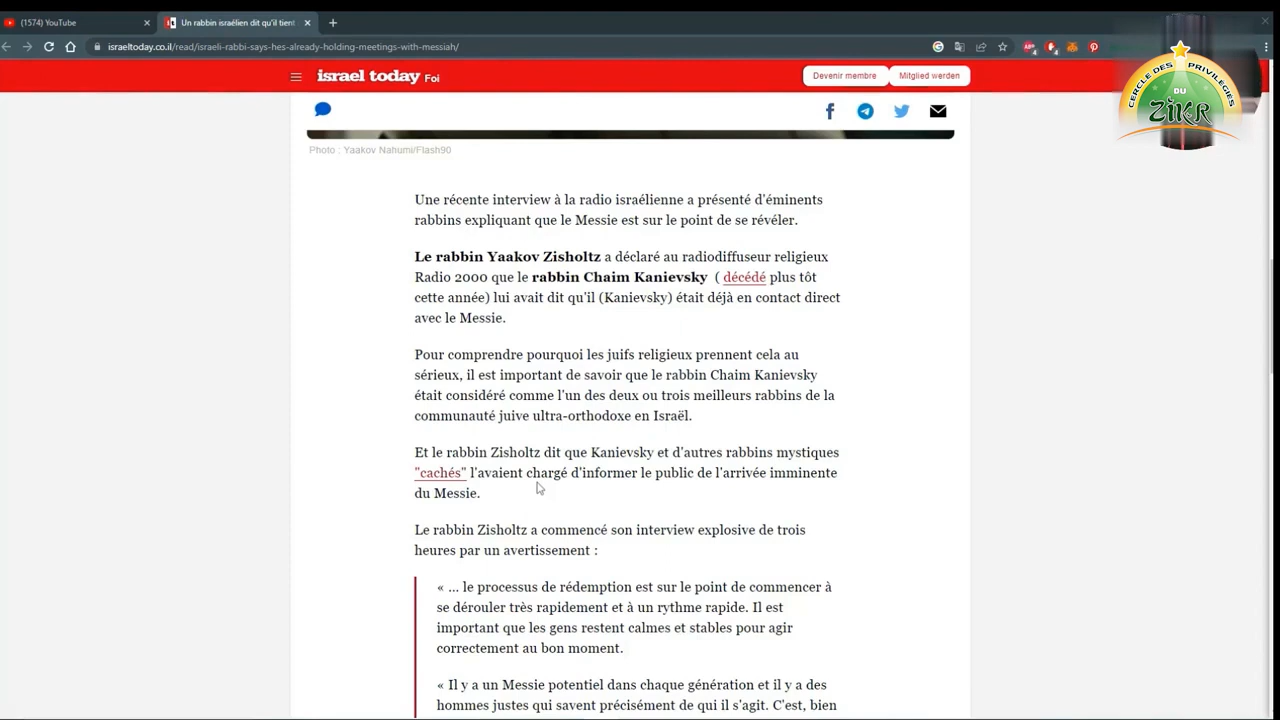 (1574) YouTube
Un rabbin israélien dit qu'il tient
israeltoday.co.il/read/israeli-rabbi-says-hes-already-holding-meetings-with-messiah/
israel today Foi
Devenir membre
Mitglied werden
CERCLE DES PRIVILÉGIÉS
DU
ZIKR
Photo : Yaakov Nahumi/Flash90
Une récente interview à la radio israélienne a présenté d'éminents
rabbins expliquant que le Messie est sur le point de se révéler.
Le rabbin Yaakov Zisholtz a déclaré au radiodiffuseur religieux
Radio 2000 que le rabbin Chaim Kanievsky ( décédé plus tôt
cette année) lui avait dit qu'il (Kanievsky) était déjà en contact direct
avec le Messie.
Pour comprendre pourquoi les juifs religieux prennent cela au
sérieux, il est important de savoir que le rabbin Chaim Kanievsky
était considéré comme l'un des deux ou trois meilleurs rabbins de la
communauté juive ultra-orthodoxe en Israël.
Et le rabbin Zisholtz dit que Kanievsky et d'autres rabbins mystiques
"cachés" l'avaient chargé d'informer le public de l'arrivée imminente
du Messie.
Le rabbin Zisholtz a commencé son interview explosive de trois
heures par un avertissement :
« ... le processus de rédemption est sur le point de commencer à
se dérouler très rapidement et à un rythme rapide. Il est
important que les gens restent calmes et stables pour agir
correctement au bon moment.
« Il y a un Messie potentiel dans chaque génération et il y a des
hommes justes qui savent précisément de qui il s'agit. C'est, bien